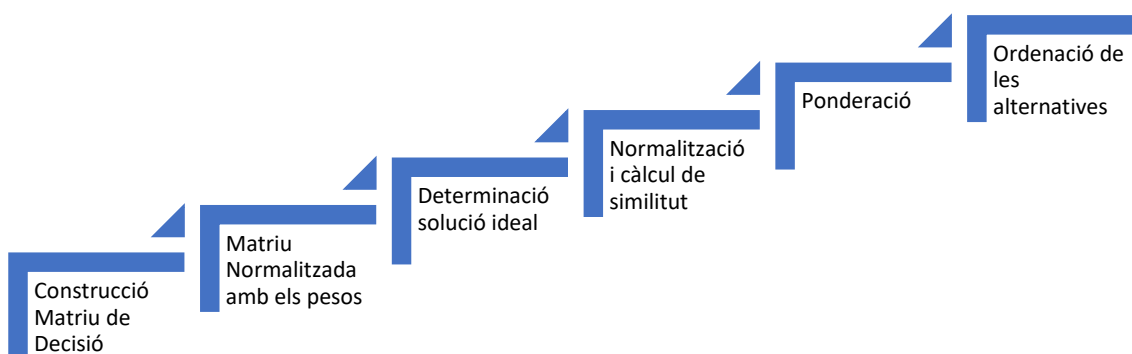 Construcció
Matriu de
Decisió
Matriu
Normalitzada
amb els pesos
Determinació
solució ideal
Normalització
i càlcul de
similitut
Ponderació
Ordenació de
les
alternatives